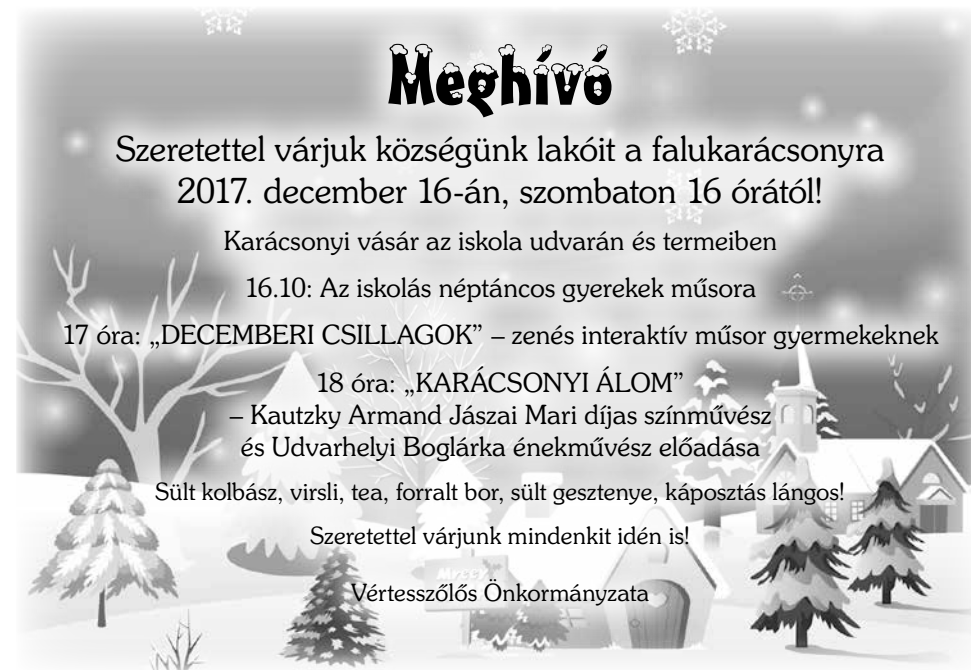 Meghívó
Szeretettel várjuk községünk lakóit a falukarácsonyra
2017. december 16-án, szombaton 16 órától!
Karácsonyi vásár az iskola udvarán és termeiben
16.10: Az iskolás néptáncos gyerekek műsora
17 óra: „DECEMBERI CSILLAGOK” – zenés interaktív műsor gyermekeknek
18 óra: „KARÁCSONYI ÁLOM”
– Kautzky Armand Jászai Mari díjas színművész
és Udvarhelyi Boglárka énekművész előadása
Sült kolbász, virsli, tea, forralt bor, sült gesztenye, káposztás lángos!
Szeretettel várjunk mindenkit idén is!
Vértesszőlős Önkormányzata